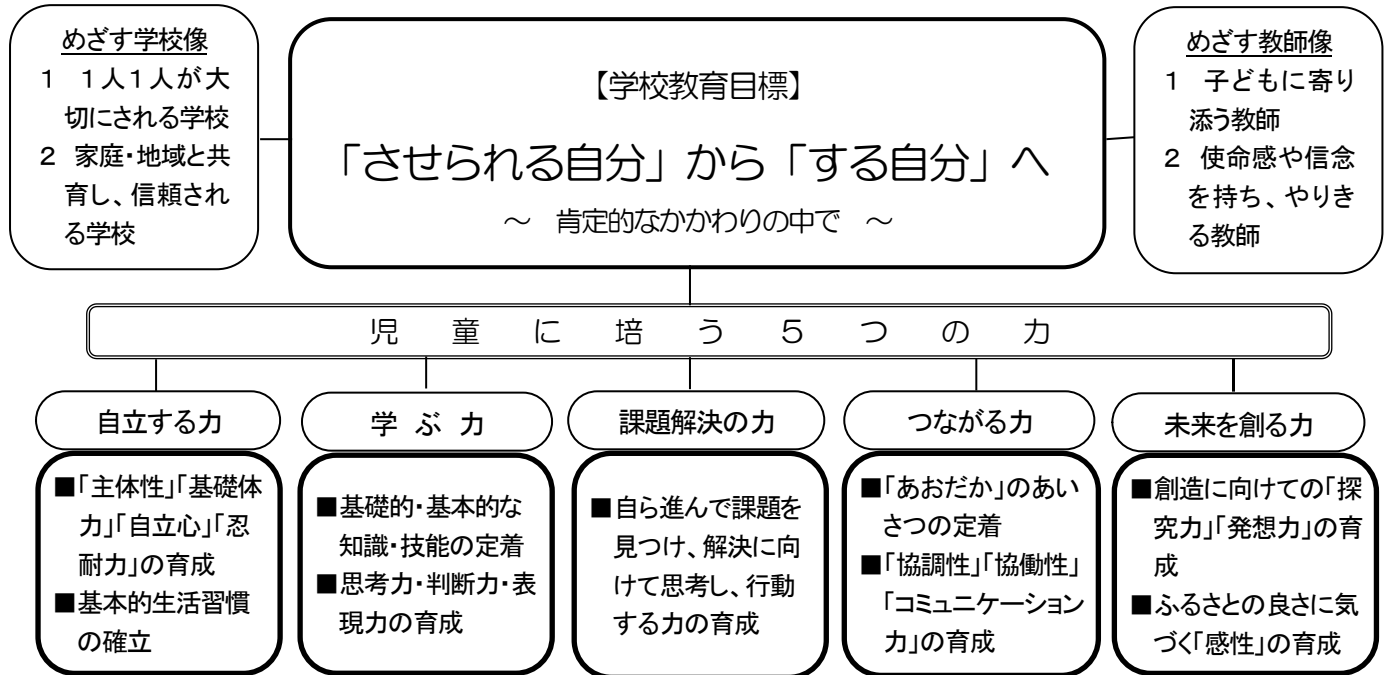 めざす学校像
1 1人1人が大
切にされる学校
2 家庭・地域と共
育し、信頼され
る学校
【学校教育目標】
「させられる自分」から「する自分」へ
～ 肯定的なかかわりの中で ～
めざす教師像
1 子どもに寄り
添う教師
2 使命感や信念
を持ち、やりき
る教師
児童に培う5つの力
自立する力
■「主体性」「基礎体
力」「自立心」「忍
耐力」の育成
■基本的生活習慣
の確立
学ぶ力
■基礎的・基本的な
知識・技能の定着
■思考力・判断力・表
現力の育成
課題解決の力
■自ら進んで課題を
見つけ、解決に向
けて思考し、行動
する力の育成
つながる力
■「あおだか」のあい
さつの定着
■「協調性」「協働性」
「コミュニケーション
力」の育成
未来を創る力
■創造に向けての「探
究力」「発想力」の育
成
■ふるさとの良さに気
づく「感性」の育成